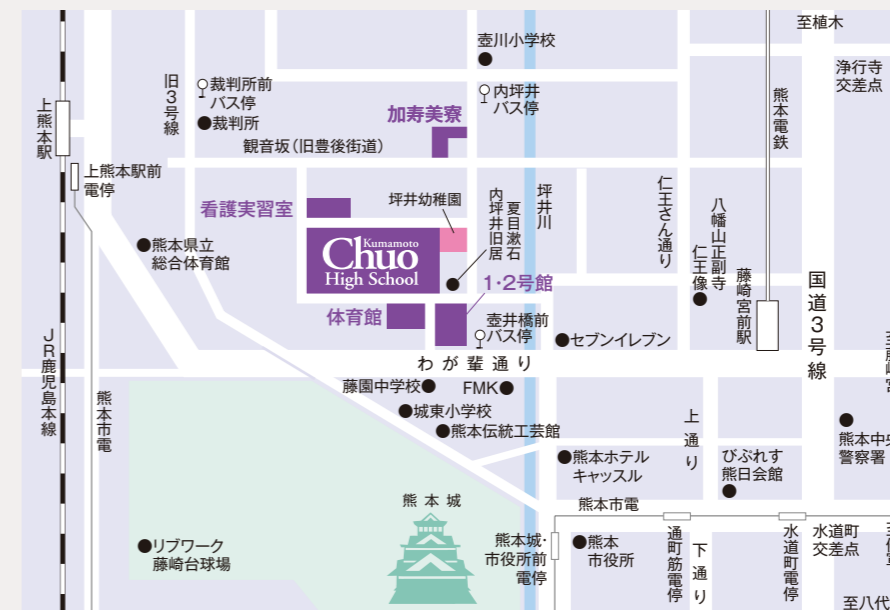 至植木
壺川小学校
浄行寺
交差点
裁判所前
バス停
内坪井
バス停
旧3号線
熊本電鉄
上熊本駅
加寿美寮
裁判所
観音坂（旧豊後街道）
上熊本駅前
電停
看護実習室
坪井幼稚園
夏目漱石
内坪井旧居
坪井川
仁王さん通り
八幡山正副寺
仁王像
藤崎宮前駅
国道3号線
熊本県立
総合体育館
Kumamoto
Chuo
High School
1・2号館
体育館
壺井橋前
バス停
セブンイレブン
わが輩通り
JR鹿児島本線
熊本市電
藤園中学校
FMK
城東小学校
熊本伝統工芸館
上通り
熊本中央
警察署
熊本ホテル
キャッスル
びぷれす
熊日会館
熊本市電
熊本城
熊本城・
市役所前
電停
熊本
市役所
通町筋電停
下通り
水道町電停
水道町
交差点
リブワーク
藤崎台球場
至八代